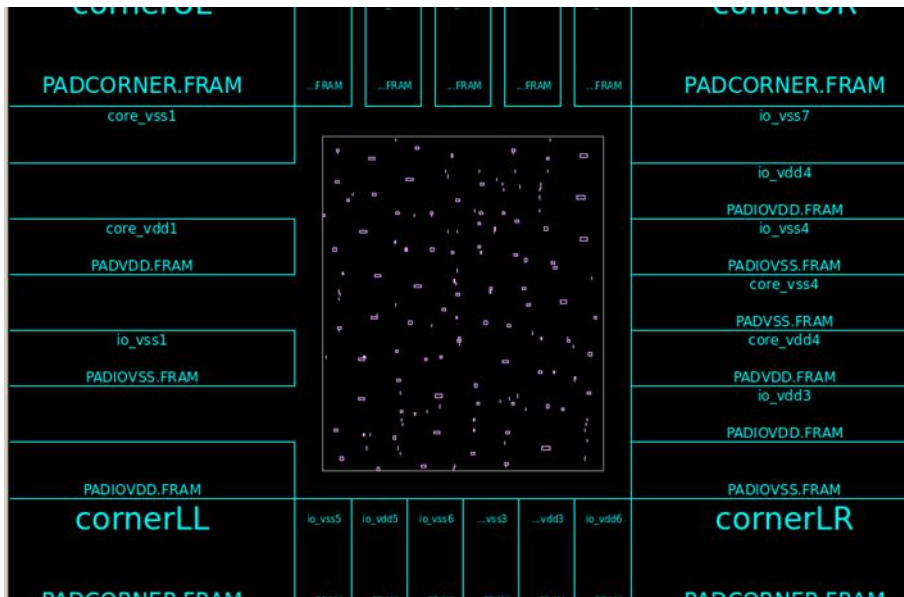 PADCORNER.FRAM
...FRAM
...FRAM
...FRAM
...FRAM
...FRAM
PADCORNER.FRAM
core_vss1
io_vss7
io_vdd4
PADIOVDD.FRAM
core_vdd1
io_vss4
PADVDD.FRAM
PADIOVSS.FRAM
core_vss4
PADVSS.FRAM
io_vss1
core_vdd4
PADIOVSS.FRAM
PADVDD.FRAM
io_vdd3
PADIOVDD.FRAM
PADIOVDD.FRAM
PADIOVSS.FRAM
cornerLL
io_vss5
io_vdd5
io_vss6
...vss3
...vdd3
io_vdd6
cornerLR
PADCORNER.FRAM
PADCORNER.FRAM